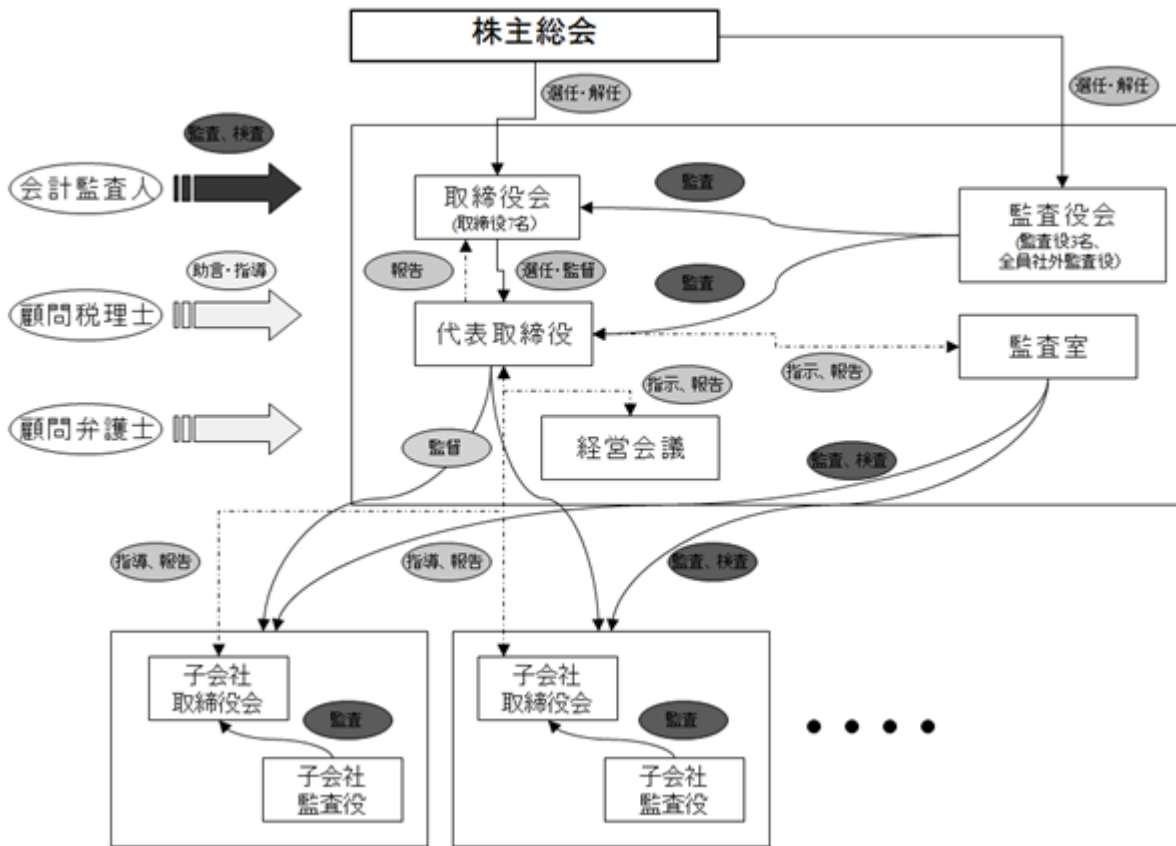 株主総会
選任・解任
選任・解任
監査、検査
会計監査人
取締役会
(取締役7名)
監査
監査役会
(監査役3名、
全員社外監査役)
助言・指導
報告
選任・監督
監査
顧問税理士
代表取締役
監査室
指示、報告
指示、報告
顧問弁護士
監督
経営会議
監査、検査
指導、報告
指導、報告
監査、検査
子会社
取締役会
監査
子会社
監査役
子会社
取締役会
監査
子会社
監査役